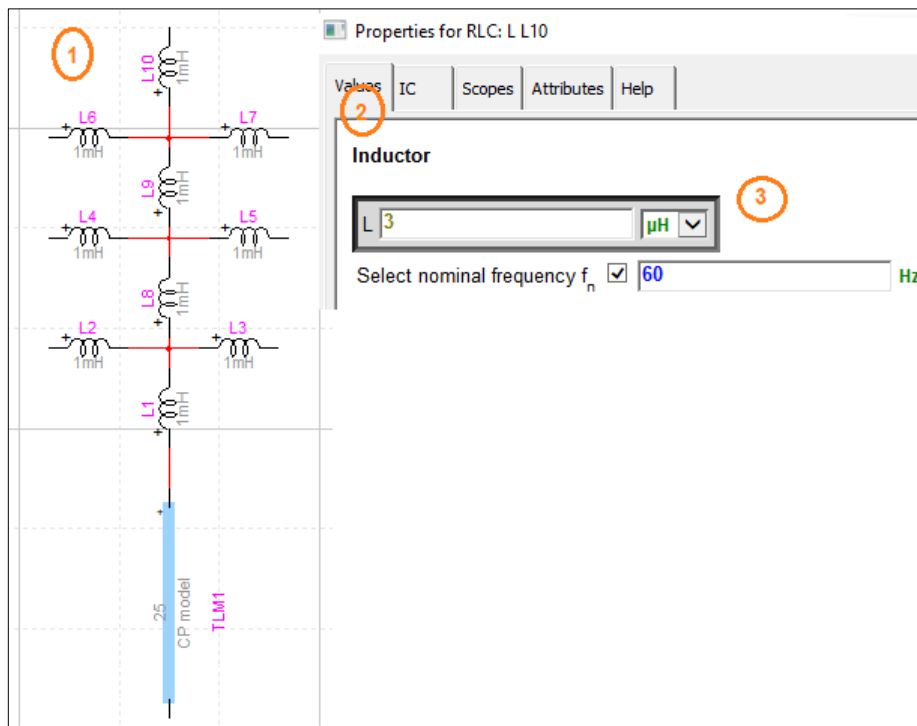 1
L10
1mH
L6
1mH
L7
1mH
L9
1mH
L4
1mH
L5
1mH
L8
1mH
L2
1mH
L3
1mH
L1
1mH
25
CP model
TLM1
Properties for RLC: L L10
Values IC Scopes Attributes Help
2
Inductor
3
L 3 µH
Select nominal frequency fn 60 Hz